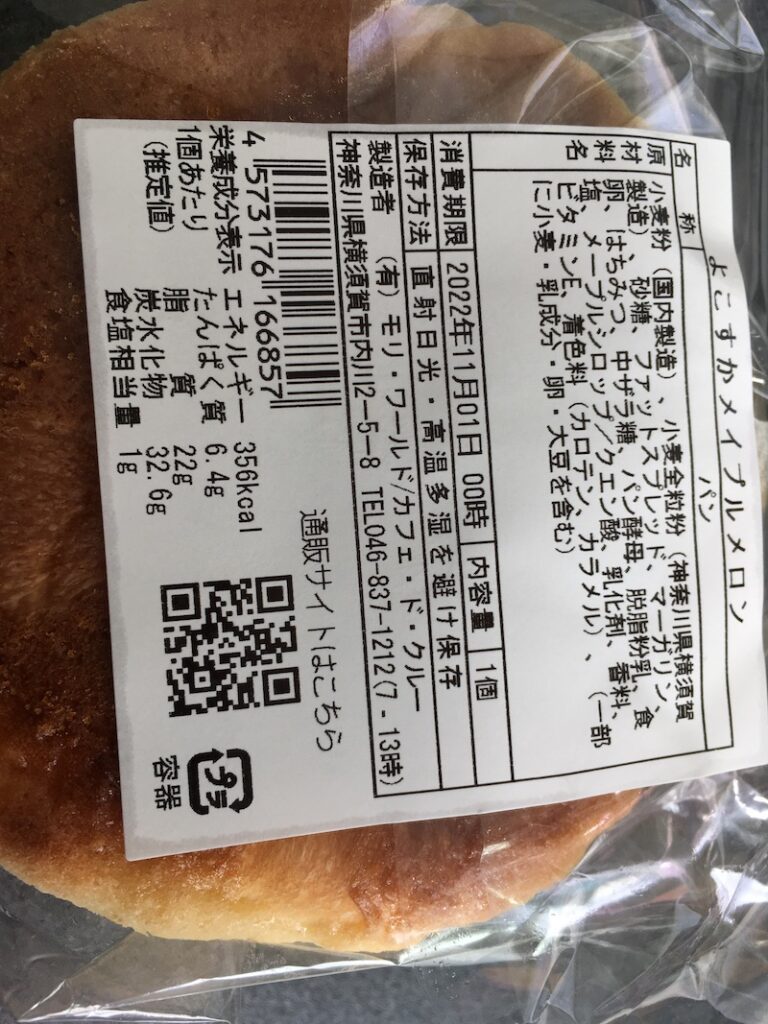 よこすかメイプルメロン
名 称 パン
原材料名 小麦粉（国内製造）、小麦全粒粉（神奈川県横須賀
製造）、砂糖、ファットスプレッド、マーガリン、
卵、はちみつ、中ザラ糖、パン酵母、脱脂粉乳、食
塩、メープルシロップ／クエン酸、乳化剤、香料、
ビタミンE、着色料（カロテン、カラメル）、（一部
に小麦・乳成分・卵・大豆を含む）
消費期限 2022年11月01日 00時 内容量 1個
保存方法 直射日光・高温多湿を避け保存
製造者 （有）モリ・ワールド/カフェ・ド・クルー
神奈川県横須賀市内川2-5-8 TEL046-837-1212(7-13時)
4 573176 166857
栄養成分表示 エネルギー 356kcal
1個あたり たんぱく質 6.4g
(推定値) 脂質 22g
炭水化物 32.6g
食塩相当量 1g
通販サイトはこちら
プラ
容器